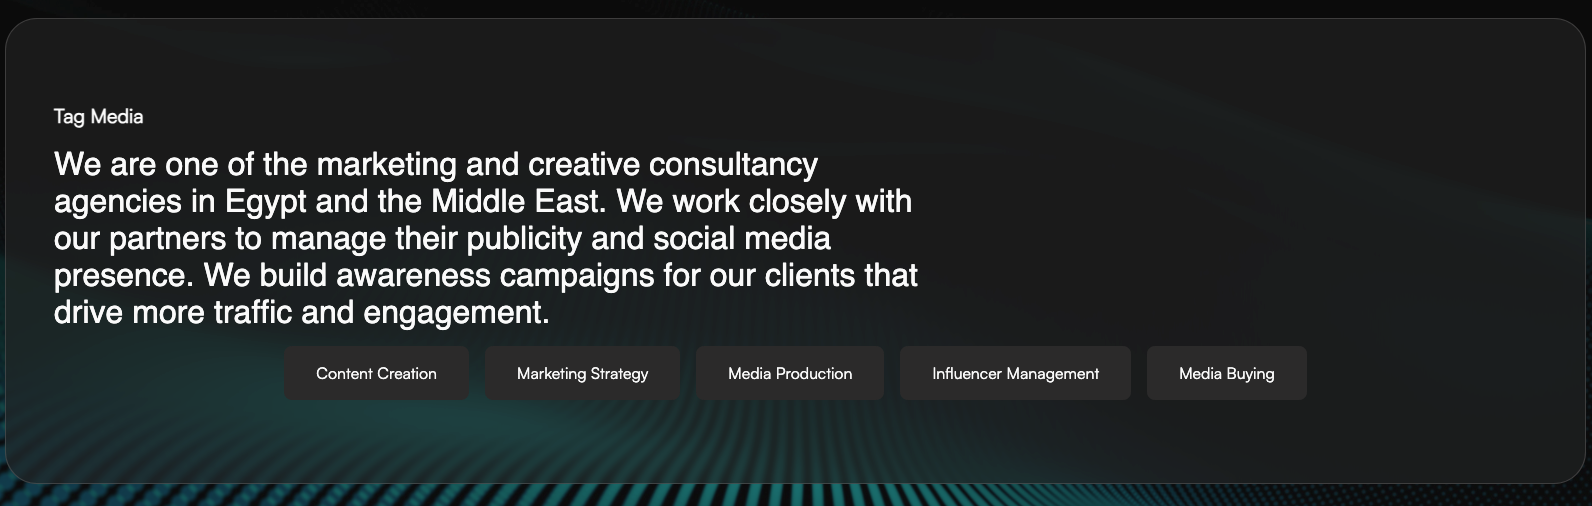 Tag Media
We are one of the marketing and creative consultancy
agencies in Egypt and the Middle East. We work closely with
our partners to manage their publicity and social media
presence. We build awareness campaigns for our clients that
drive more traffic and engagement.
Content Creation
Marketing Strategy
Media Production
Influencer Management
Media Buying